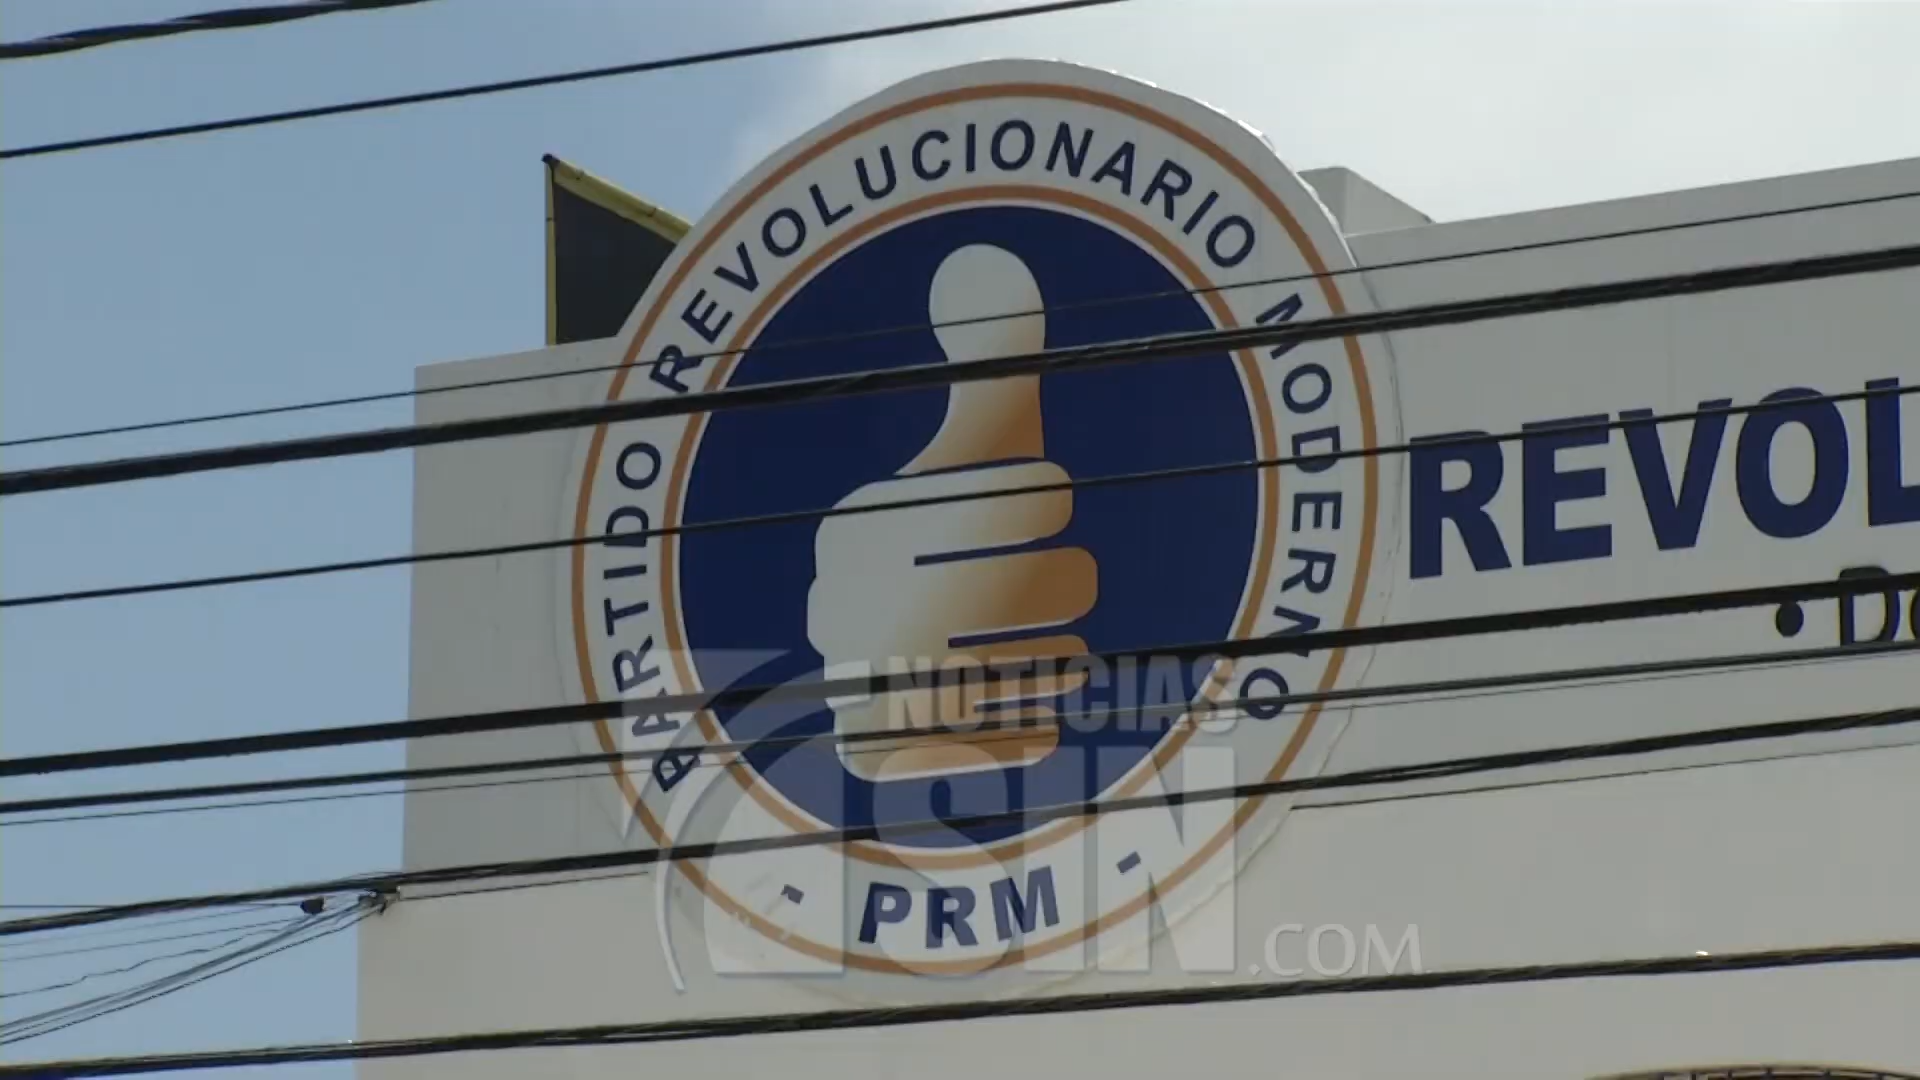 PARTIDO REVOLUCIONARIO MODERNO
- PRM -
REVOL
• D
NOTICIAS
SIN
.COM